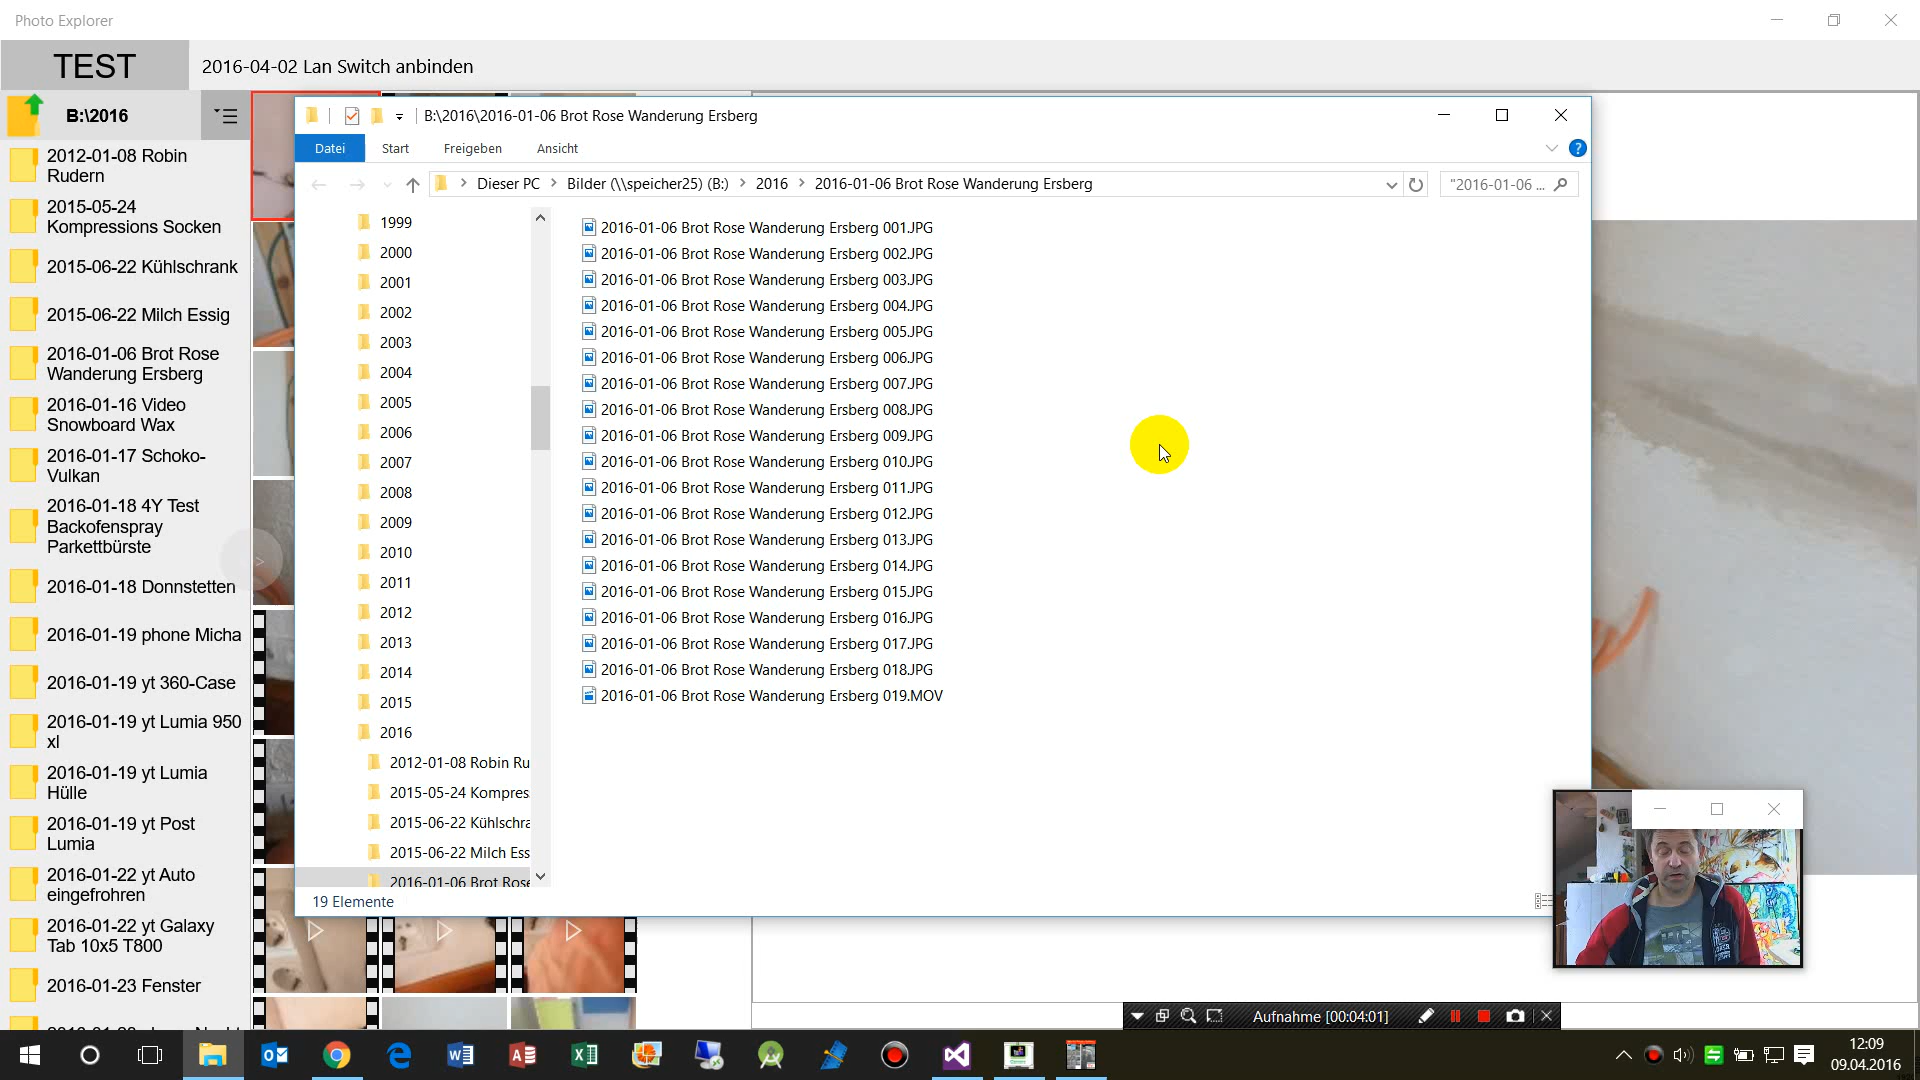 Photo Explorer
TEST
2016-04-02 Lan Switch anbinden
B:\2016
2012-01-08 Robin
Rudern
2015-05-24
Kompressions Socken
2015-06-22 Kühlschrank
2015-06-22 Milch Essig
2016-01-06 Brot Rose
Wanderung Ersberg
2016-01-16 Video
Snowboard Wax
2016-01-17 Schoko-
Vulkan
2016-01-18 4Y Test
Backofenspray
Parkettbürste
2016-01-18 Donnstetten
2016-01-19 phone Micha
2016-01-19 yt 360-Case
2016-01-19 yt Lumia 950
xl
2016-01-19 yt Lumia
Hülle
2016-01-19 yt Post
Lumia
2016-01-22 yt Auto
eingefrohren
2016-01-22 yt Galaxy
Tab 10x5 T800
2016-01-23 Fenster
B:\2016\2016-01-06 Brot Rose Wanderung Ersberg
Datei Start Freigeben Ansicht
?
Dieser PC > Bilder (\\speicher25) (B:) > 2016 > 2016-01-06 Brot Rose Wanderung Ersberg
"2016-01-06 ...
1999
2000
2001
2002
2003
2004
2005
2006
2007
2008
2009
2010
2011
2012
2013
2014
2015
2016
2012-01-08 Robin Ru
2015-05-24 Kompres
2015-06-22 Kühlschra
2015-06-22 Milch Ess
2016-01-06 Brot Rose
2016-01-06 Brot Rose Wanderung Ersberg 001.JPG
2016-01-06 Brot Rose Wanderung Ersberg 002.JPG
2016-01-06 Brot Rose Wanderung Ersberg 003.JPG
2016-01-06 Brot Rose Wanderung Ersberg 004.JPG
2016-01-06 Brot Rose Wanderung Ersberg 005.JPG
2016-01-06 Brot Rose Wanderung Ersberg 006.JPG
2016-01-06 Brot Rose Wanderung Ersberg 007.JPG
2016-01-06 Brot Rose Wanderung Ersberg 008.JPG
2016-01-06 Brot Rose Wanderung Ersberg 009.JPG
2016-01-06 Brot Rose Wanderung Ersberg 010.JPG
2016-01-06 Brot Rose Wanderung Ersberg 011.JPG
2016-01-06 Brot Rose Wanderung Ersberg 012.JPG
2016-01-06 Brot Rose Wanderung Ersberg 013.JPG
2016-01-06 Brot Rose Wanderung Ersberg 014.JPG
2016-01-06 Brot Rose Wanderung Ersberg 015.JPG
2016-01-06 Brot Rose Wanderung Ersberg 016.JPG
2016-01-06 Brot Rose Wanderung Ersberg 017.JPG
2016-01-06 Brot Rose Wanderung Ersberg 018.JPG
2016-01-06 Brot Rose Wanderung Ersberg 019.MOV
19 Elemente
Aufnahme [00:04:01]
12:09
09.04.2016